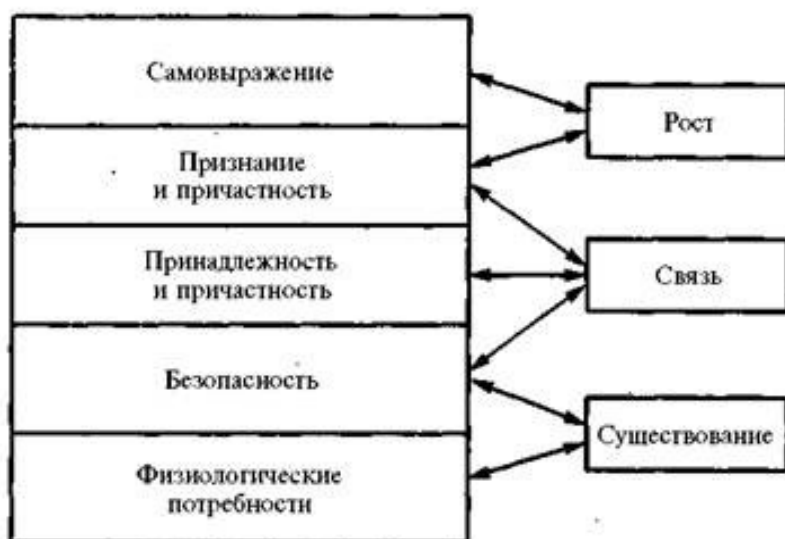 Самовыражение
Признание
и причастность
Принадлежность
и причастность
Безопасность
Физиологические
потребности
Рост
Связь
Существование